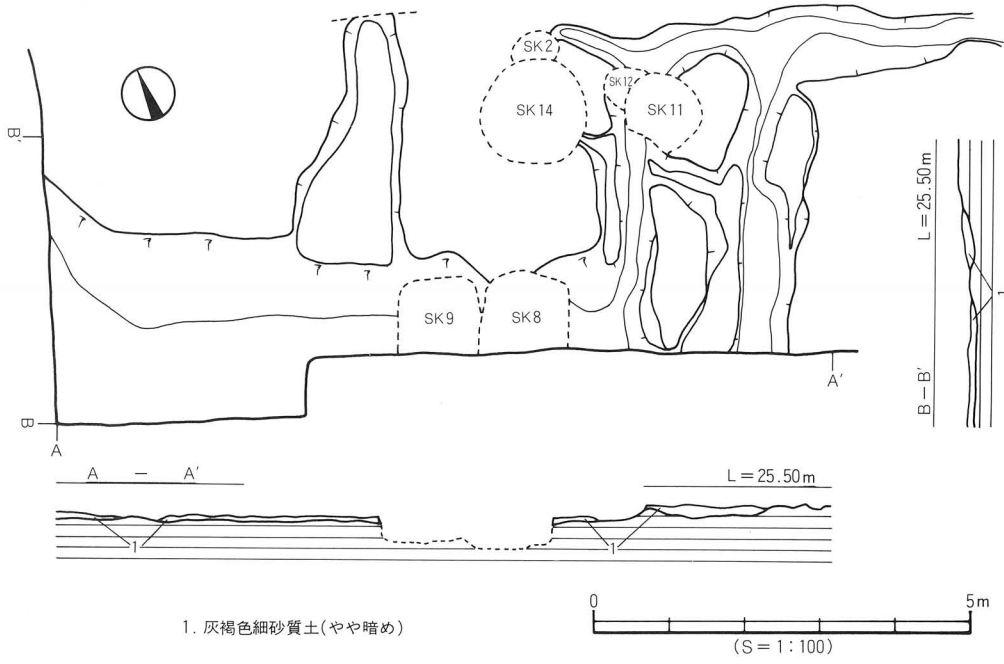 SK2
SK12
SK14
SK11
B'
SK9
SK8
A'
B
A
L=25.50m
1
B－B'
A － A'
L=25.50m
1
1
1. 灰褐色細砂質土(やや暗め)
0
5m
(S=1:100)